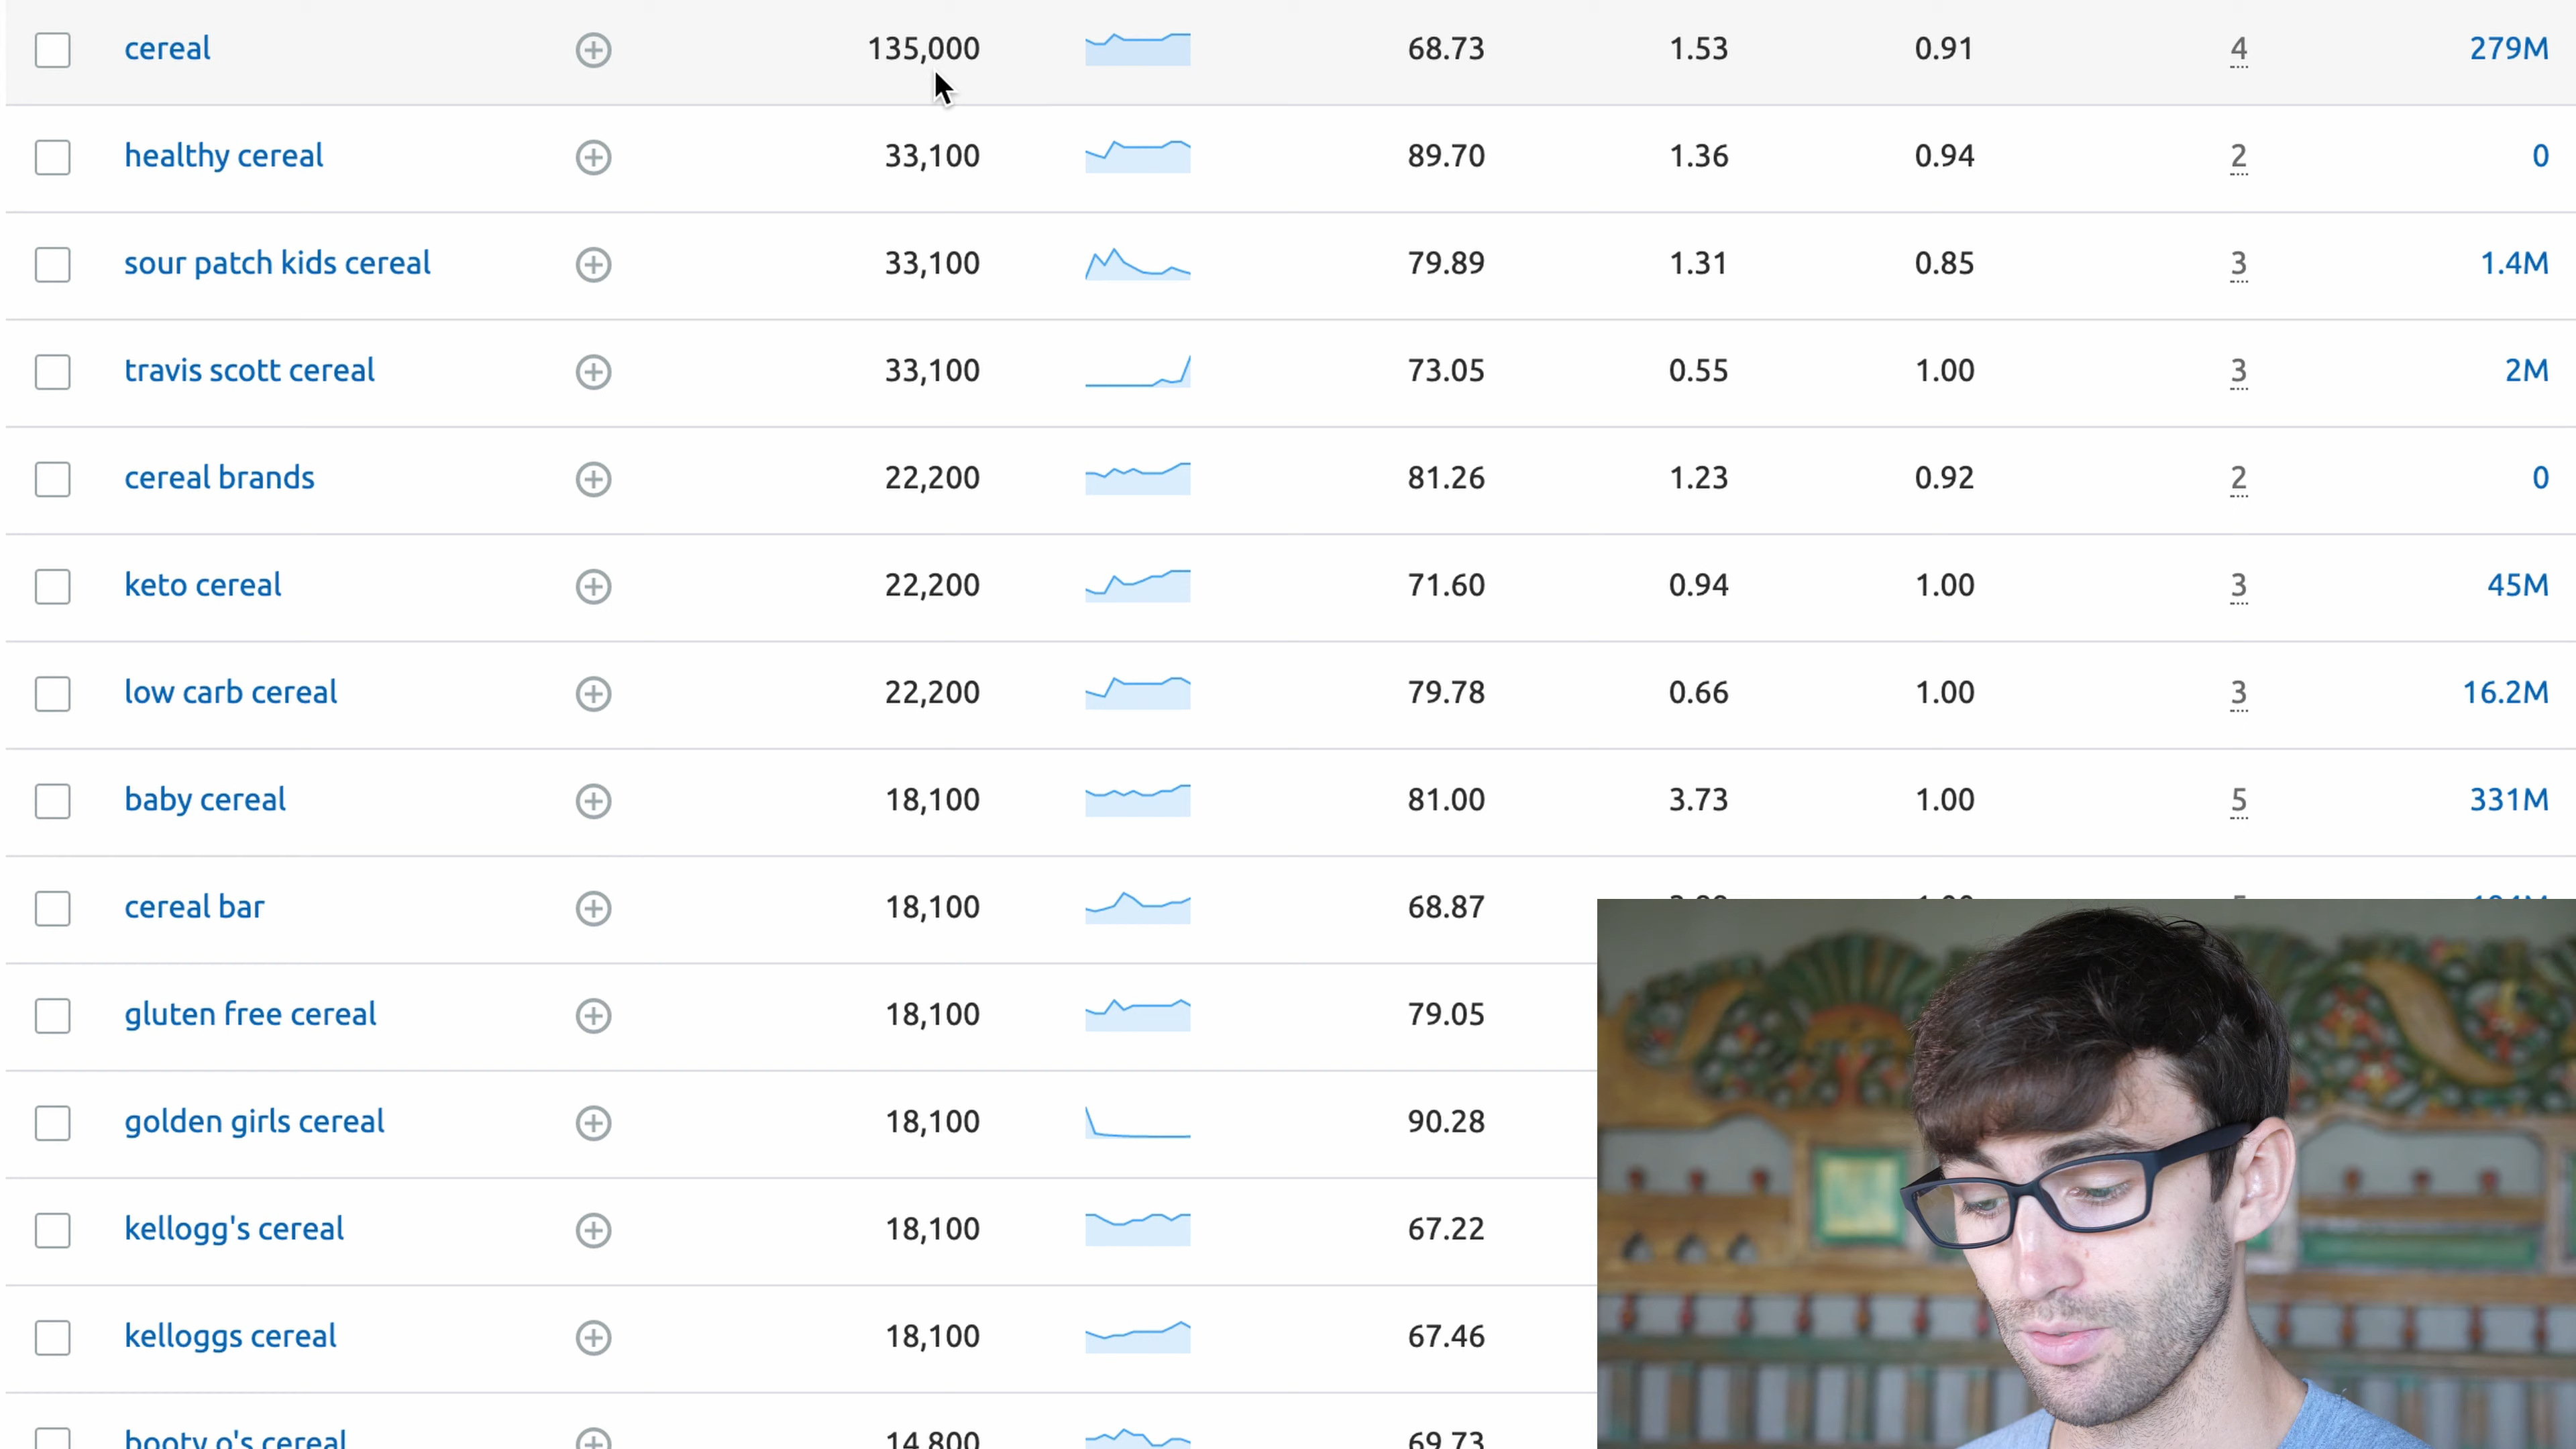 cereal 135,000 68.73 1.53 0.91 4 279M
healthy cereal 33,100 89.70 1.36 0.94 2 0
sour patch kids cereal 33,100 79.89 1.31 0.85 3 1.4M
travis scott cereal 33,100 73.05 0.55 1.00 3 2M
cereal brands 22,200 81.26 1.23 0.92 2 0
keto cereal 22,200 71.60 0.94 1.00 3 45M
low carb cereal 22,200 79.78 0.66 1.00 3 16.2M
baby cereal 18,100 81.00 3.73 1.00 5 331M
cereal bar 18,100 68.87
gluten free cereal 18,100 79.05
golden girls cereal 18,100 90.28
kellogg's cereal 18,100 67.22
kelloggs cereal 18,100 67.46
booty o's cereal 14,800 69.73